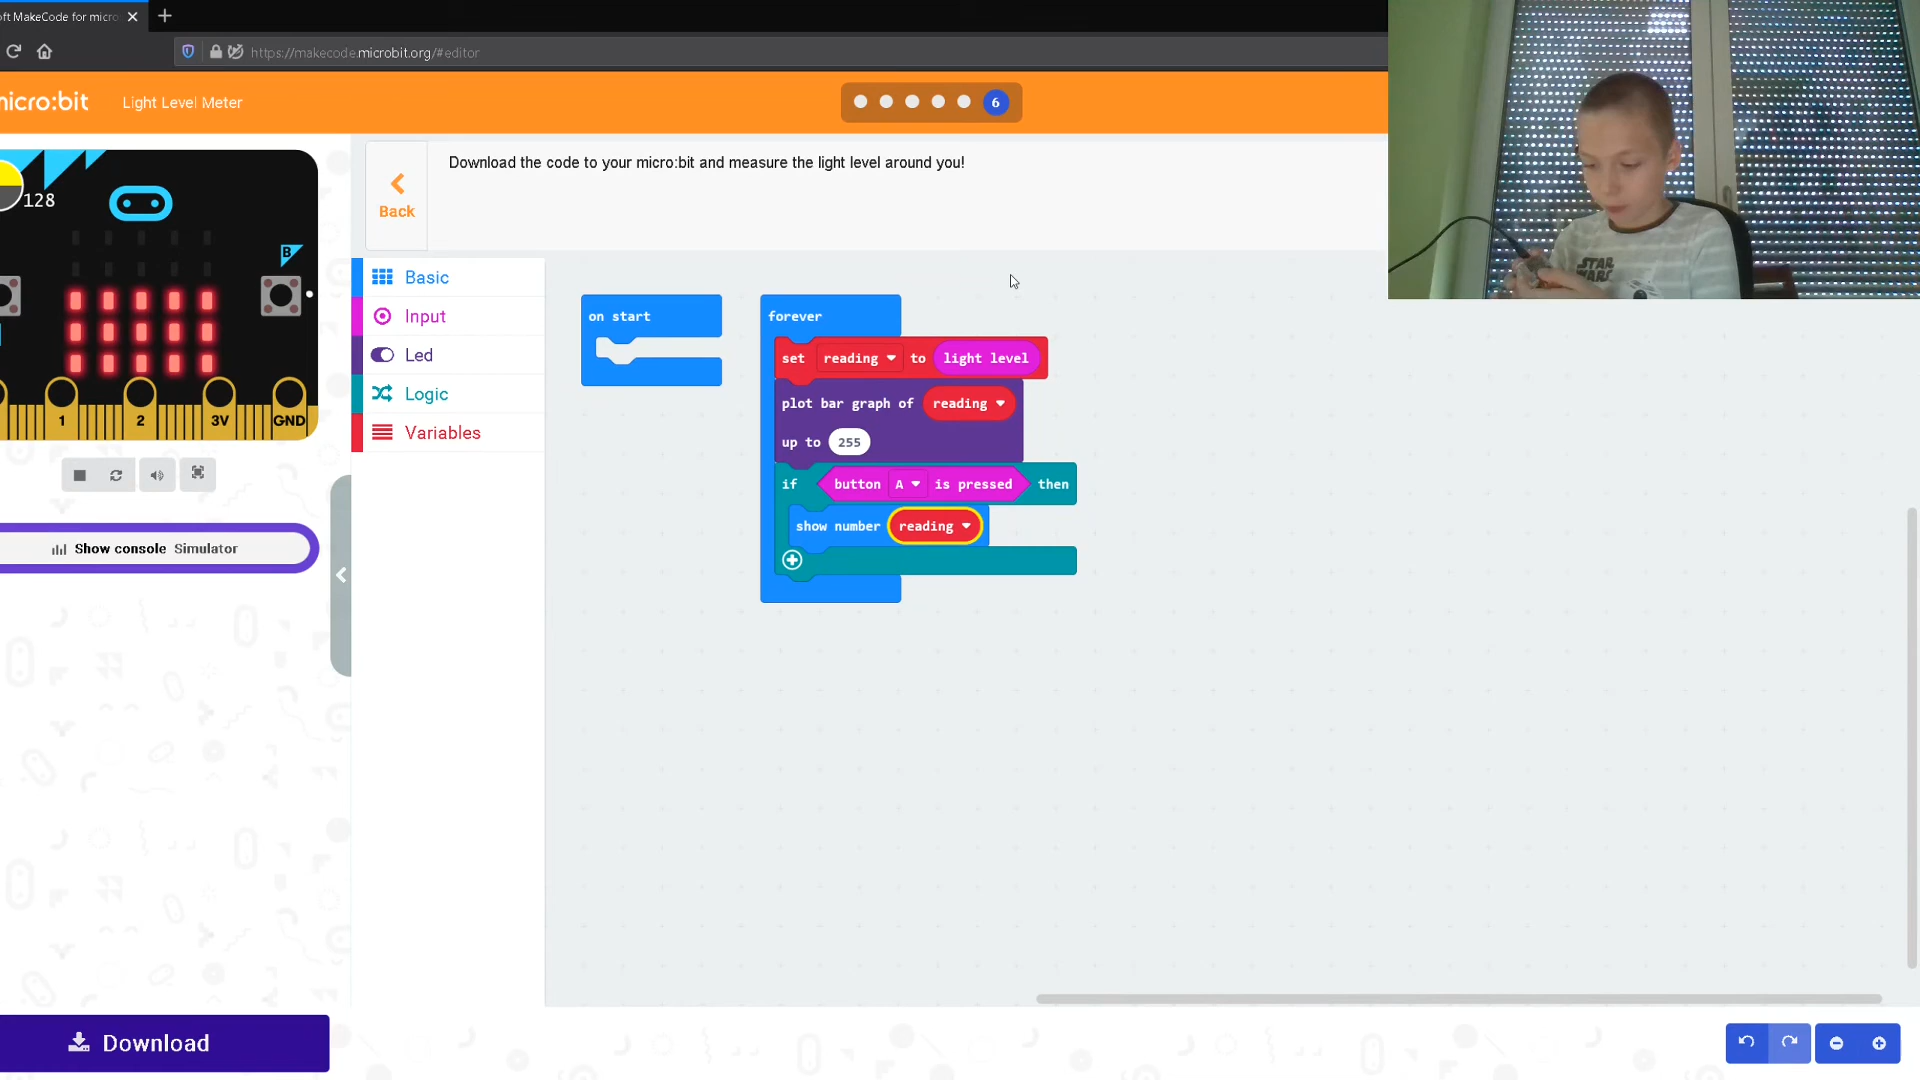 oft MakeCode for micro
https://makecode.microbit.org/#editor
micro:bit
Light Level Meter
6
Back
Download the code to your micro:bit and measure the light level around you!
128
B
1
2
3V
GND
Show console Simulator
Basic
Input
Led
Logic
Variables
on start
forever
set reading to light level
plot bar graph of reading
up to 255
if button A is pressed then
show number reading
STAR
WARS
Download